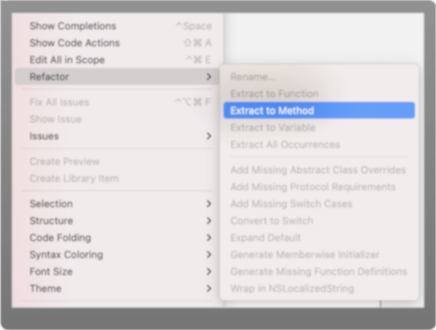 Show Completions ^Space
Show Code Actions ⇧⌘A
Edit All in Scope ^⌘E
Refactor >
Fix All Issues ^⌥⌘F
Show Issue
Issues >
Create Preview
Create Library Item
Selection >
Structure >
Code Folding >
Syntax Coloring >
Font Size >
Theme >
Rename...
Extract to Function
Extract to Method
Extract to Variable
Extract All Occurrences
Add Missing Abstract Class Overrides
Add Missing Protocol Requirements
Add Missing Switch Cases
Convert to Switch
Expand Default
Generate Memberwise Initializer
Generate Missing Function Definitions
Wrap in NSLocalizedString